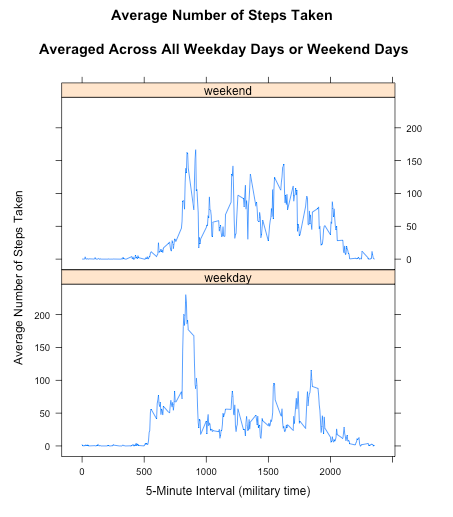 Average Number of Steps Taken
Averaged Across All Weekday Days or Weekend Days
weekend
200
150
100
50
0
weekday
200
150
100
50
0
Average Number of Steps Taken
0 500 1000 1500 2000
5-Minute Interval (military time)